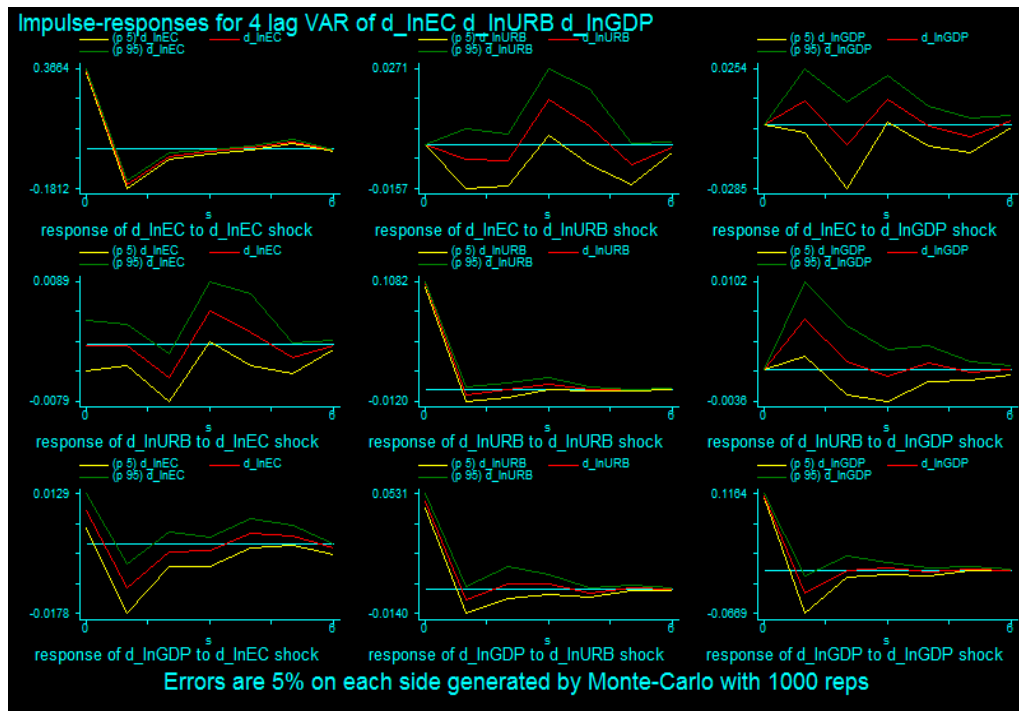 Impulse-responses for 4 lag VAR of d_lnEC d_lnURB d_lnGDP
(p 5) d_lnEC d_lnEC
(p 95) d_lnEC
0.3664
-0.1812
0 6
s
response of d_lnEC to d_lnEC shock
(p 5) d_lnURB d_lnURB
(p 95) d_lnURB
0.0271
-0.0157
0 6
s
response of d_lnEC to d_lnURB shock
(p 5) d_lnGDP d_lnGDP
(p 95) d_lnGDP
0.0254
-0.0285
0 6
s
response of d_lnEC to d_lnGDP shock
(p 5) d_lnEC d_lnEC
(p 95) d_lnEC
0.0089
-0.0079
0 6
s
response of d_lnURB to d_lnEC shock
(p 5) d_lnURB d_lnURB
(p 95) d_lnURB
0.1082
-0.0120
0 6
s
response of d_lnURB to d_lnURB shock
(p 5) d_lnGDP d_lnGDP
(p 95) d_lnGDP
0.0102
-0.0036
0 6
s
response of d_lnURB to d_lnGDP shock
(p 5) d_lnEC d_lnEC
(p 95) d_lnEC
0.0129
-0.0178
0 6
s
response of d_lnGDP to d_lnEC shock
(p 5) d_lnURB d_lnURB
(p 95) d_lnURB
0.0531
-0.0140
0 6
s
response of d_lnGDP to d_lnURB shock
(p 5) d_lnGDP d_lnGDP
(p 95) d_lnGDP
0.1164
-0.0669
0 6
s
response of d_lnGDP to d_lnGDP shock
Errors are 5% on each side generated by Monte-Carlo with 1000 reps